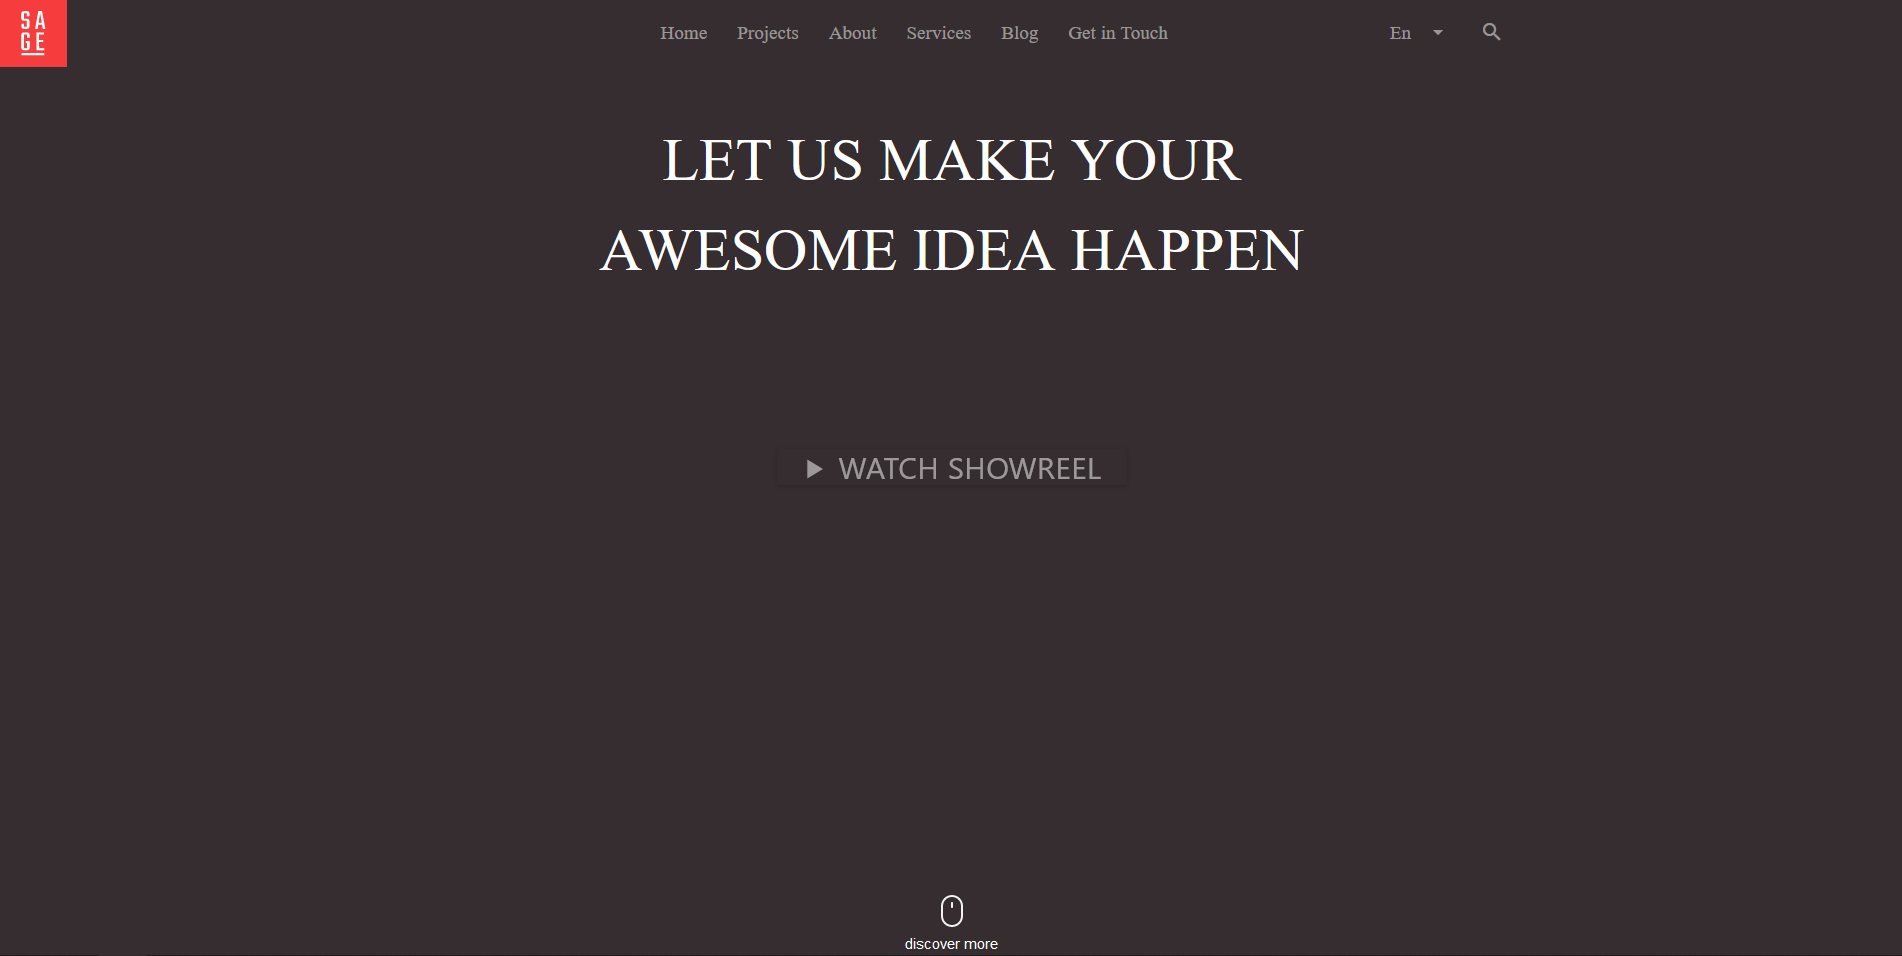 SA
GE
Home Projects About Services Blog Get in Touch En
LET US MAKE YOUR
AWESOME IDEA HAPPEN
WATCH SHOWREEL
discover more